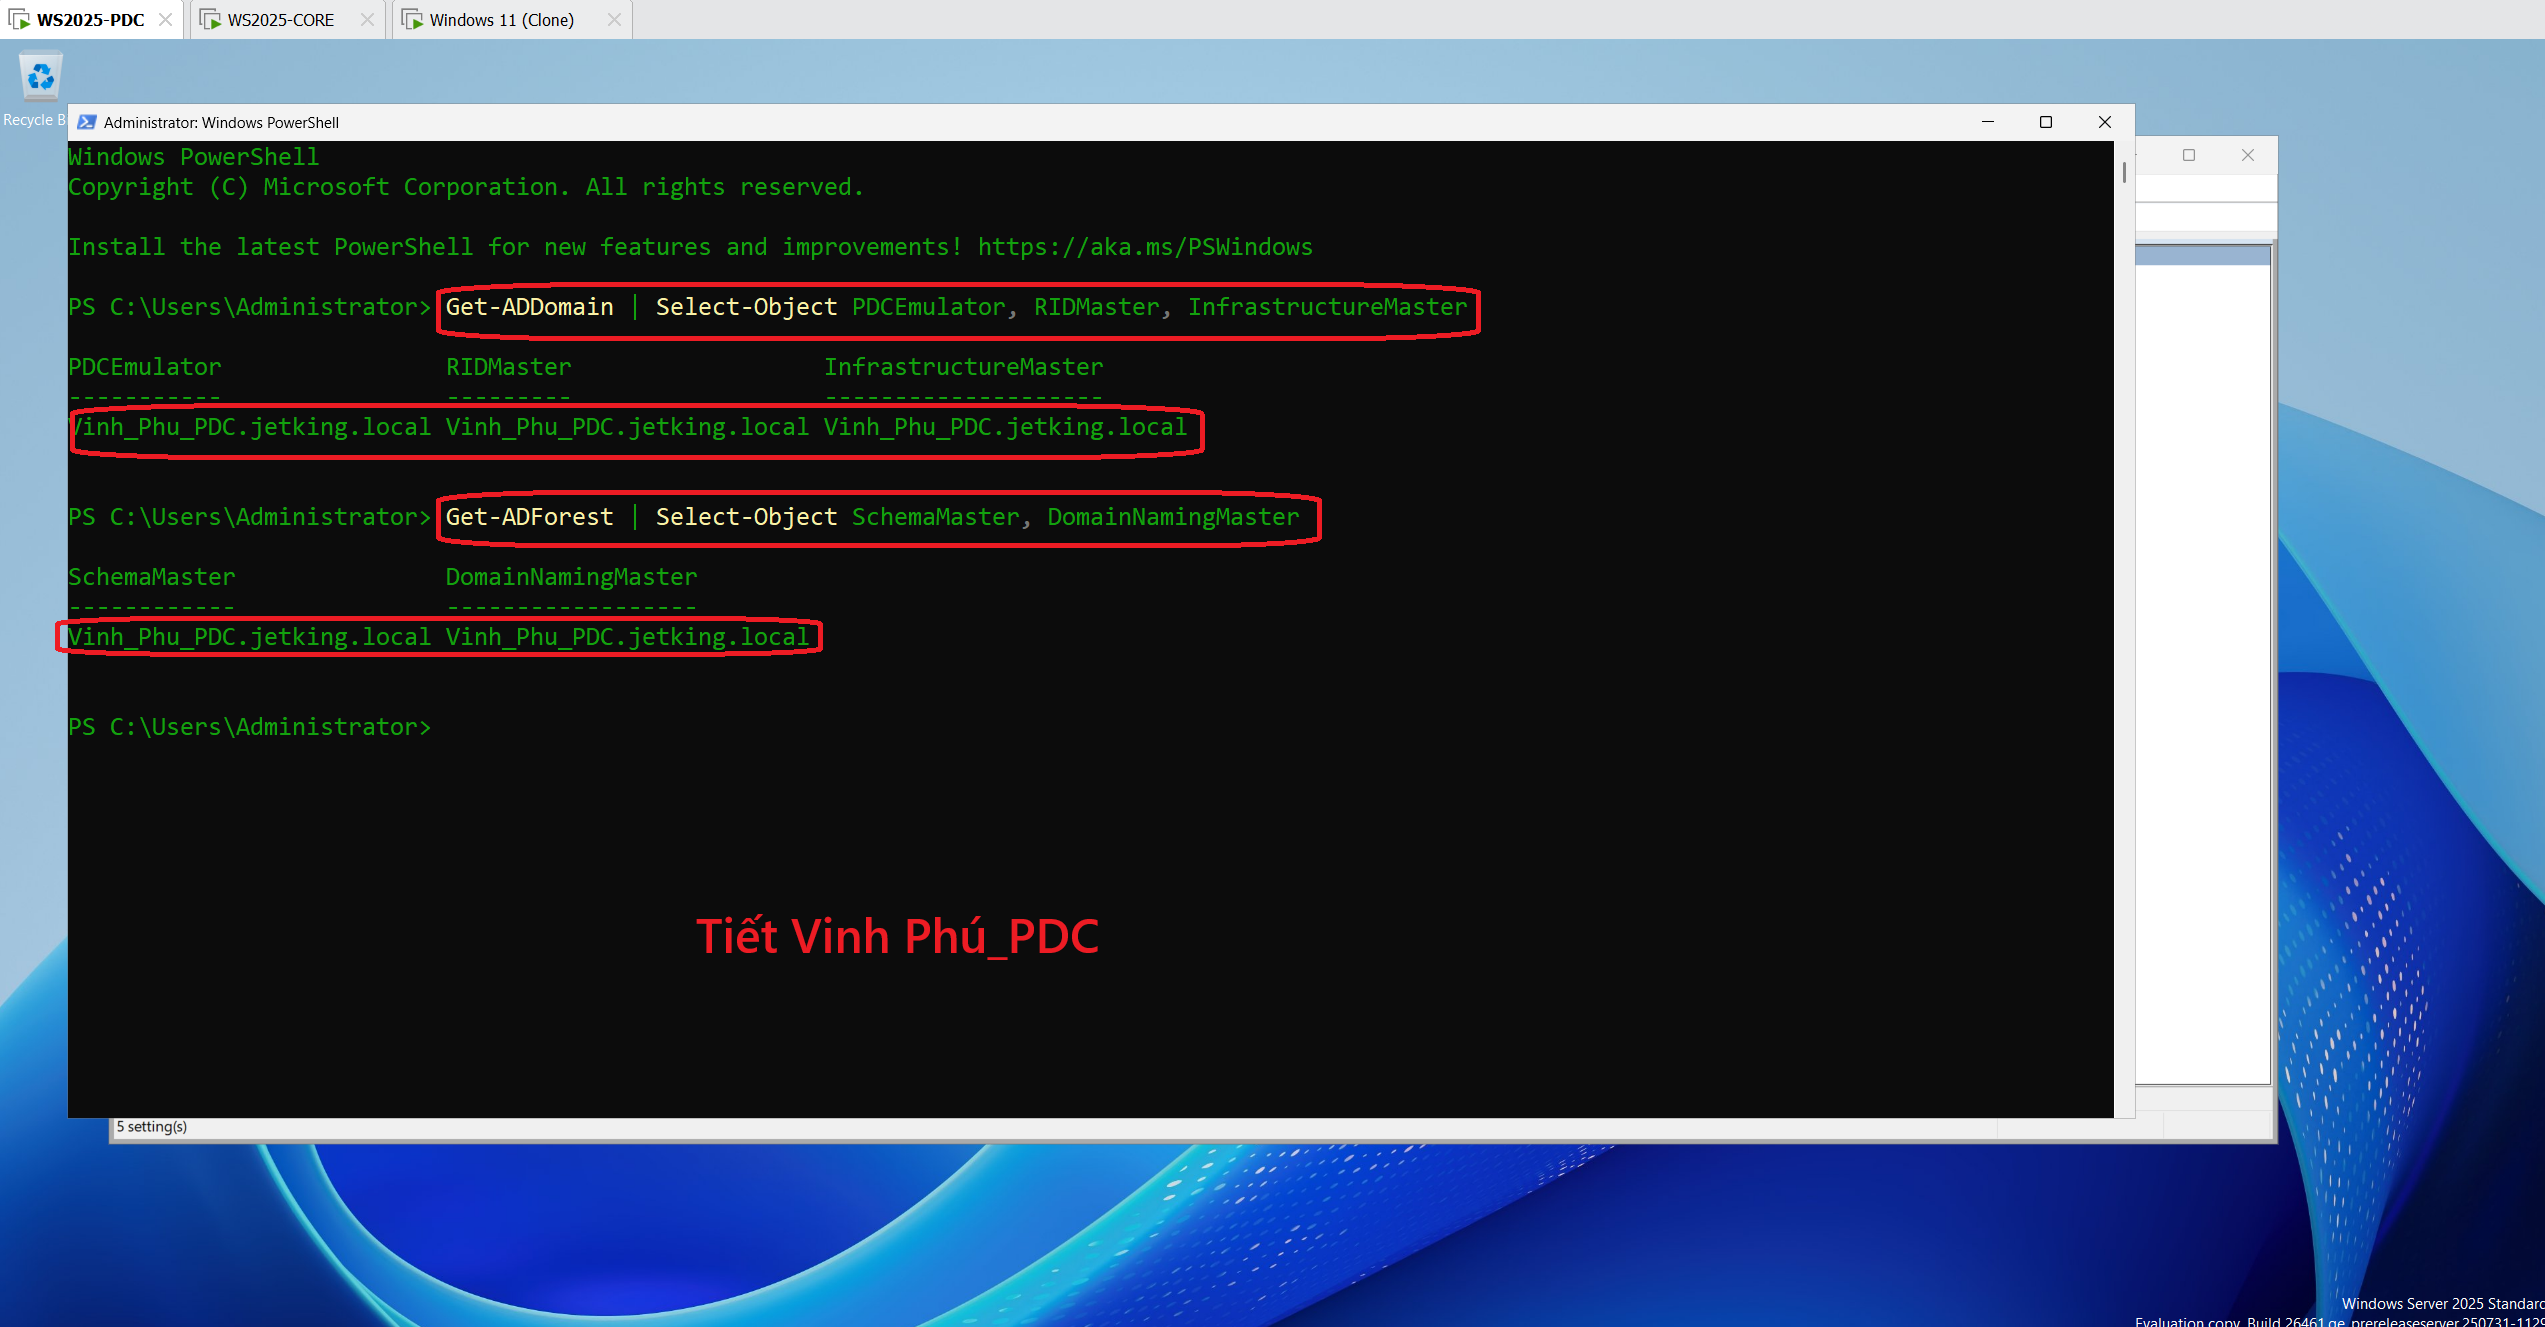 WS2025-PDC WS2025-CORE Windows 11 (Clone)
Recycle B
Administrator: Windows PowerShell
Windows PowerShell
Copyright (C) Microsoft Corporation. All rights reserved.
Install the latest PowerShell for new features and improvements! https://aka.ms/PSWindows
PS C:\Users\Administrator> Get-ADDomain | Select-Object PDCEmulator, RIDMaster, InfrastructureMaster
PDCEmulator RIDMaster InfrastructureMaster
----------- --------- --------------------
Vinh_Phu_PDC.jetking.local Vinh_Phu_PDC.jetking.local Vinh_Phu_PDC.jetking.local
PS C:\Users\Administrator> Get-ADForest | Select-Object SchemaMaster, DomainNamingMaster
SchemaMaster DomainNamingMaster
------------ ------------------
Vinh_Phu_PDC.jetking.local Vinh_Phu_PDC.jetking.local
PS C:\Users\Administrator>
Tiết Vinh Phú_PDC
5 setting(s)
Windows Server 2025 Standard
Evaluation copy. Build 26461.ge_prereleaseserver.250731-112